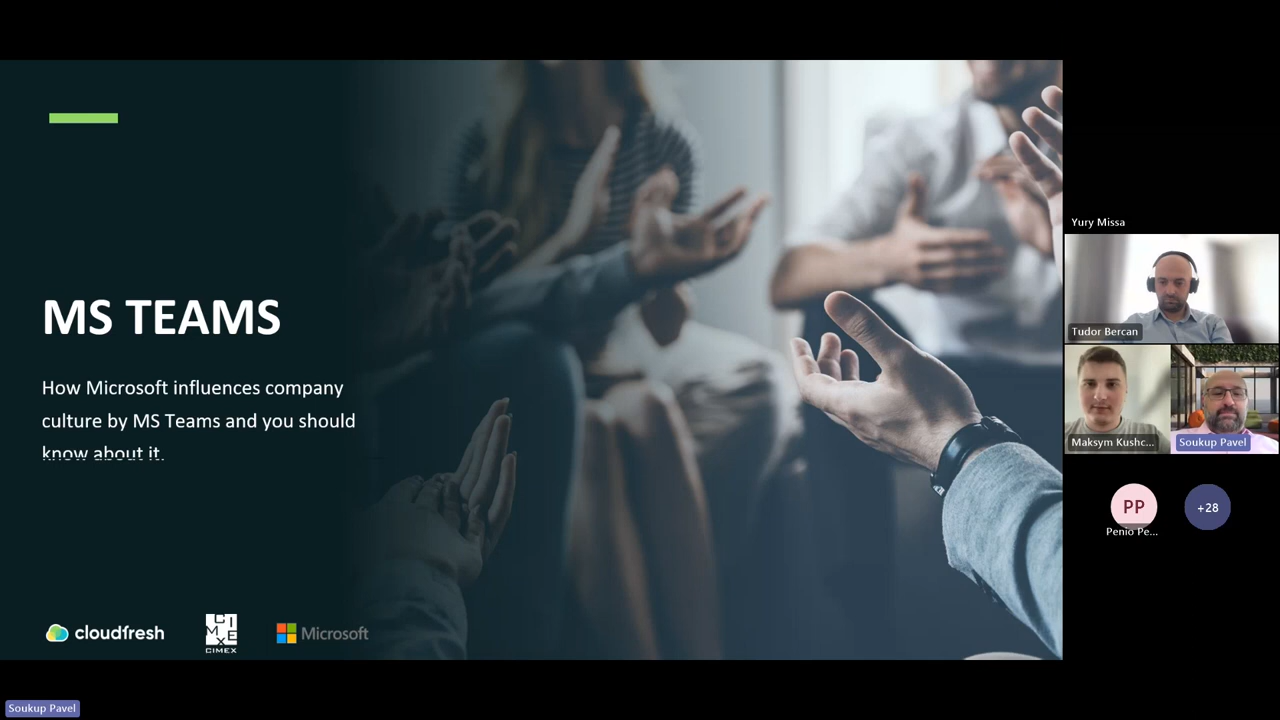 MS TEAMS
How Microsoft influences company
culture by MS Teams and you should
know about it.
cloudfresh
CIMEX
CIMEX
Microsoft
Yury Missa
Tudor Bercan
Maksym Kushc...
Soukup Pavel
PP
+28
Penio Pe...
Soukup Pavel